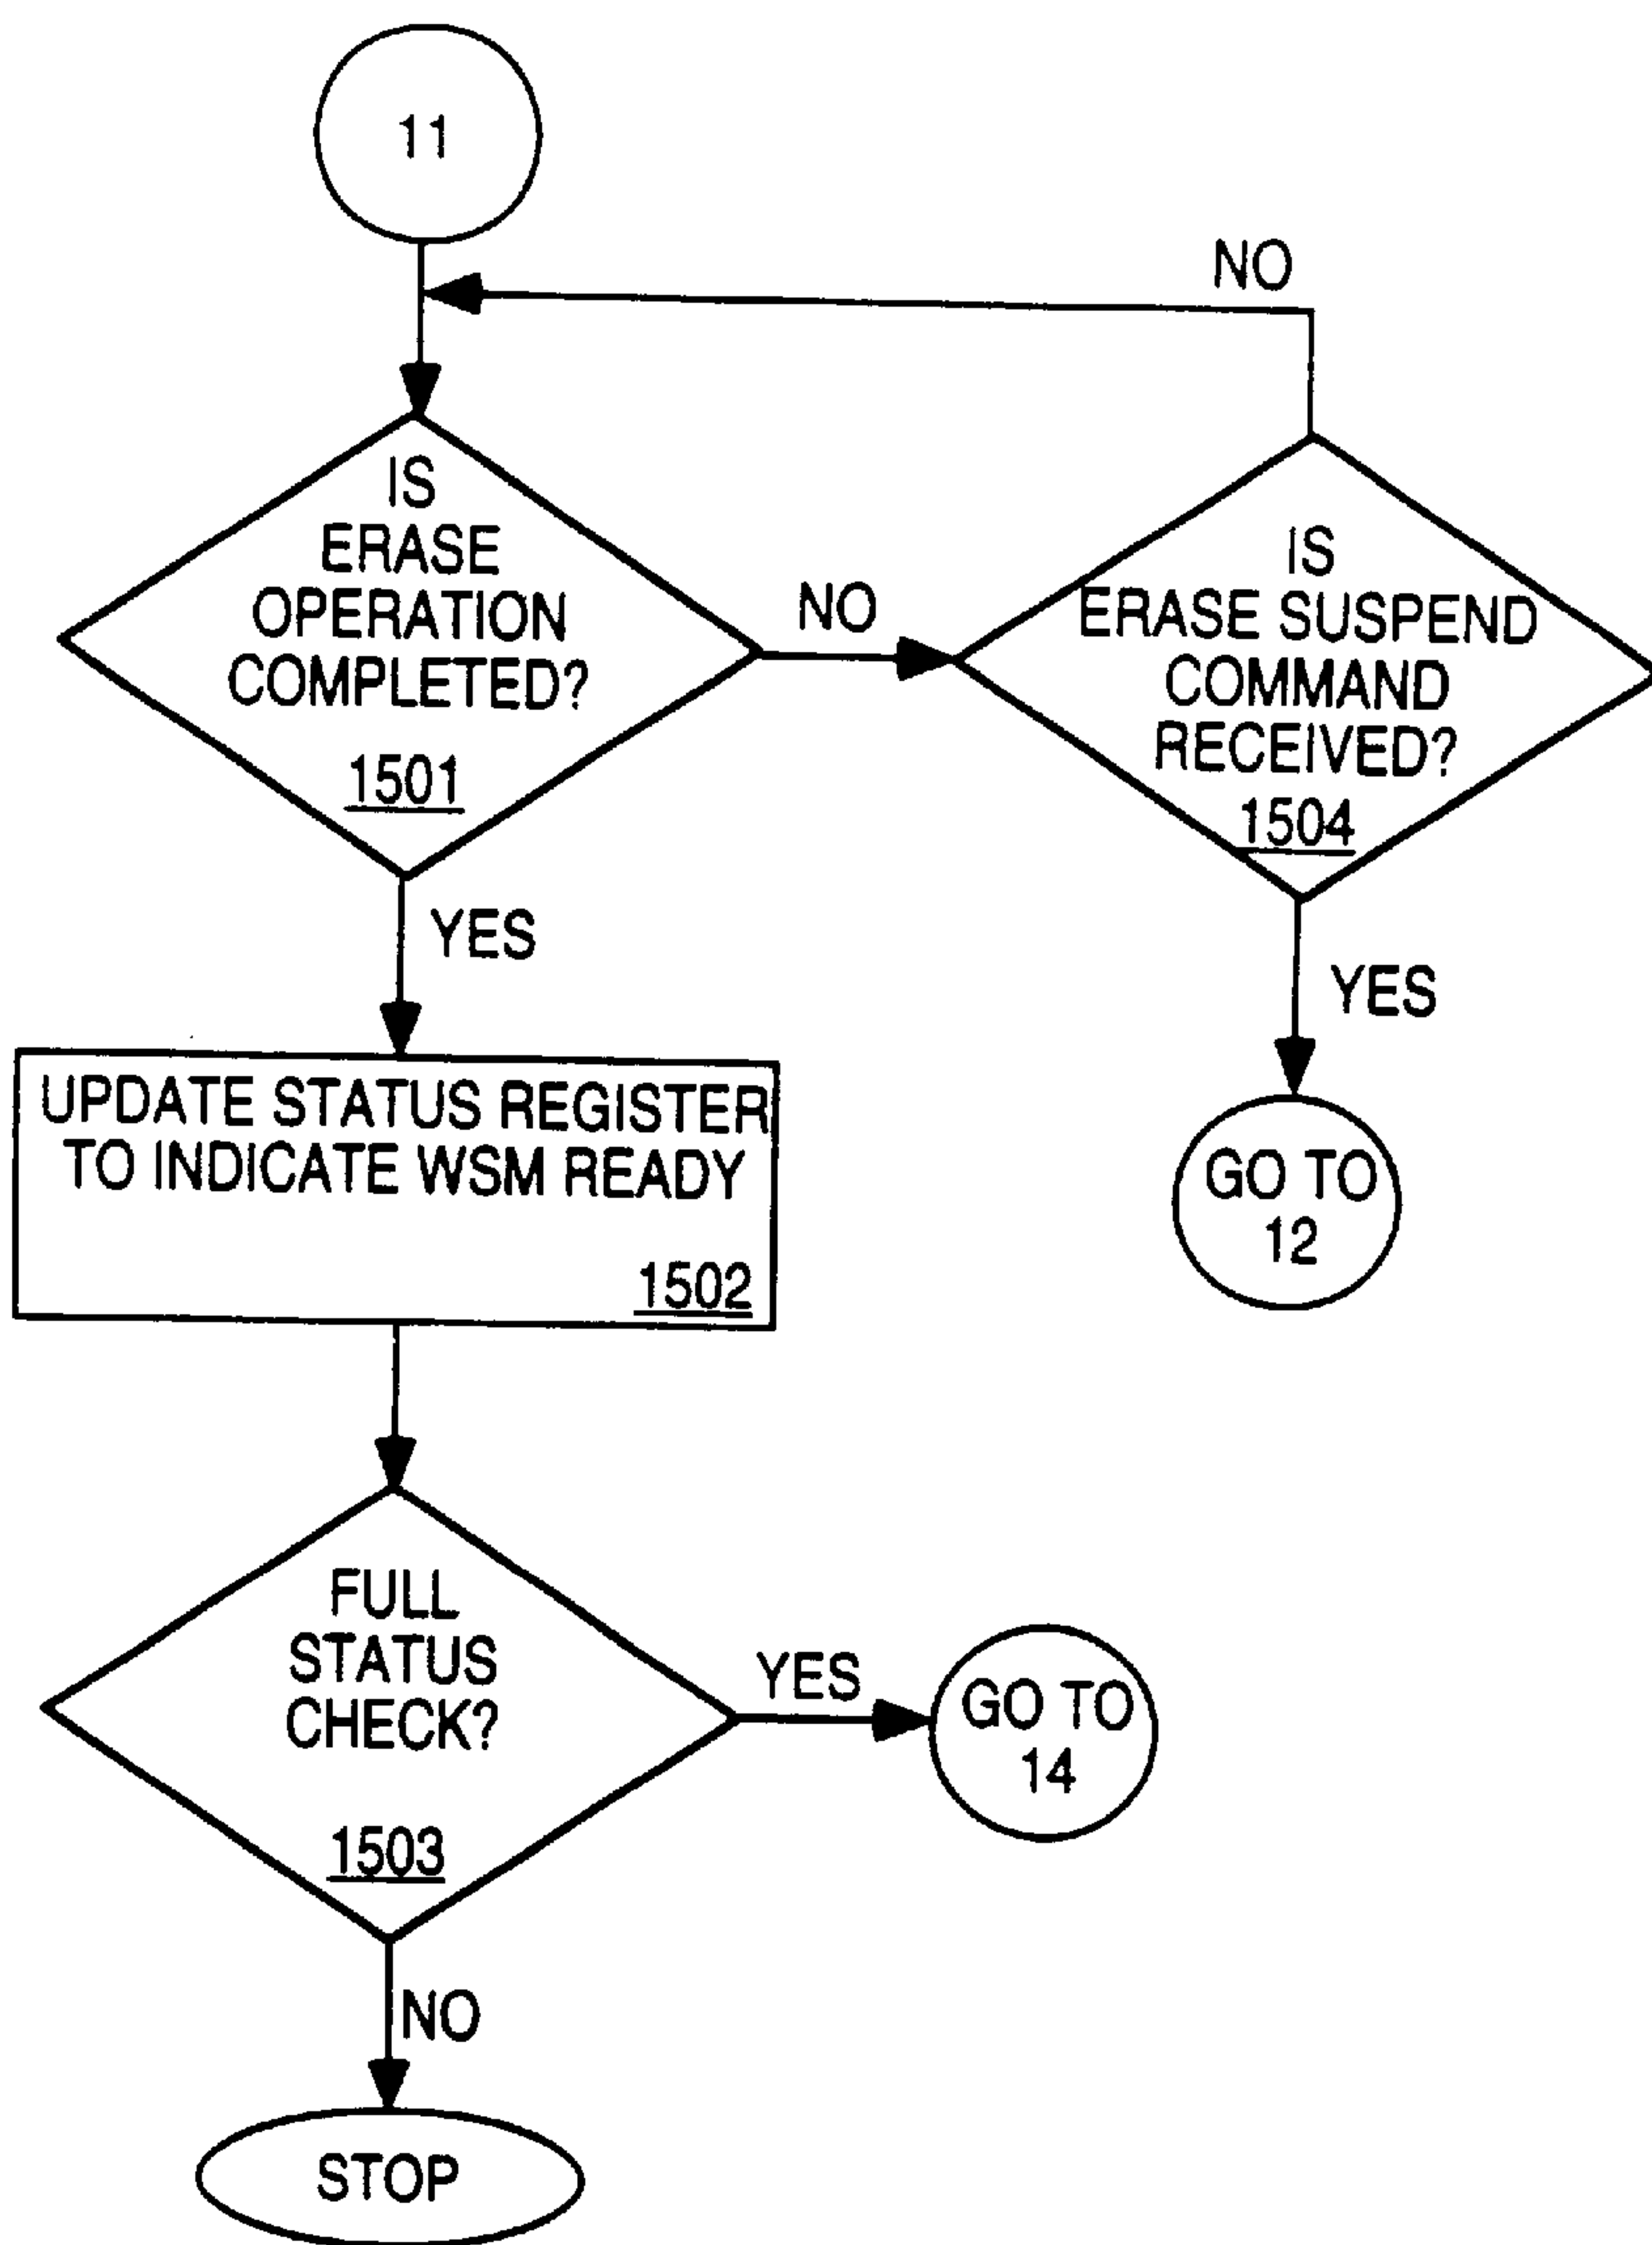 11
NO
IS
ERASE
OPERATION
COMPLETED?
1501
NO
IS
ERASE SUSPEND
COMMAND
RECEIVED?
1504
YES
YES
UPDATE STATUS REGISTER
TO INDICATE WSM READY
1502
GO TO
12
FULL
STATUS
CHECK?
1503
YES
GO TO
14
NO
STOP